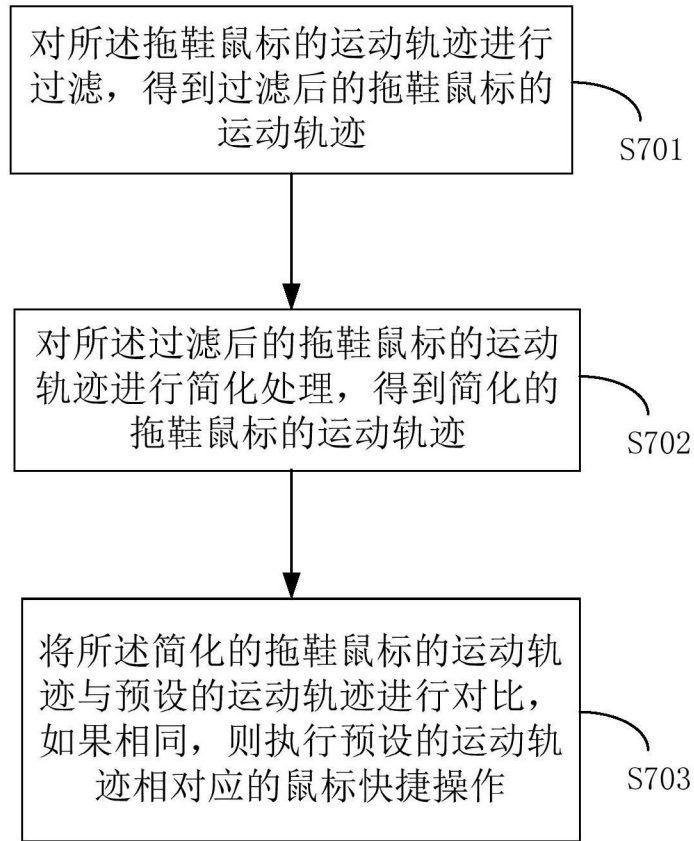 对所述拖鞋鼠标的运动轨迹进行
过滤，得到过滤后的拖鞋鼠标的
运动轨迹
S701
对所述过滤后的拖鞋鼠标的运动
轨迹进行简化处理，得到简化的
拖鞋鼠标的运动轨迹
S702
将所述简化的拖鞋鼠标的运动轨
迹与预设的运动轨迹进行对比，
如果相同，则执行预设的运动轨
迹相对应的鼠标快捷操作
S703